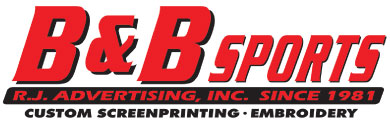 B&B SPORTS
R.J. ADVERTISING, INC. SINCE 1981
CUSTOM SCREENPRINTING · EMBROIDERY